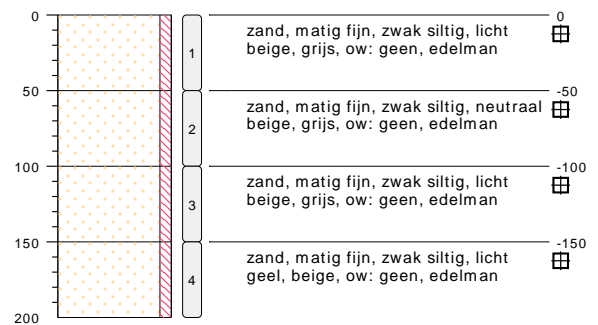 0
0
zand, matig fijn, zwak siltig, licht
beige, grijs, ow: geen, edelman
1
50
-50
zand, matig fijn, zwak siltig, neutraal
beige, grijs, ow: geen, edelman
2
100
-100
zand, matig fijn, zwak siltig, licht
beige, grijs, ow: geen, edelman
3
150
-150
zand, matig fijn, zwak siltig, licht
geel, beige, ow: geen, edelman
4
200